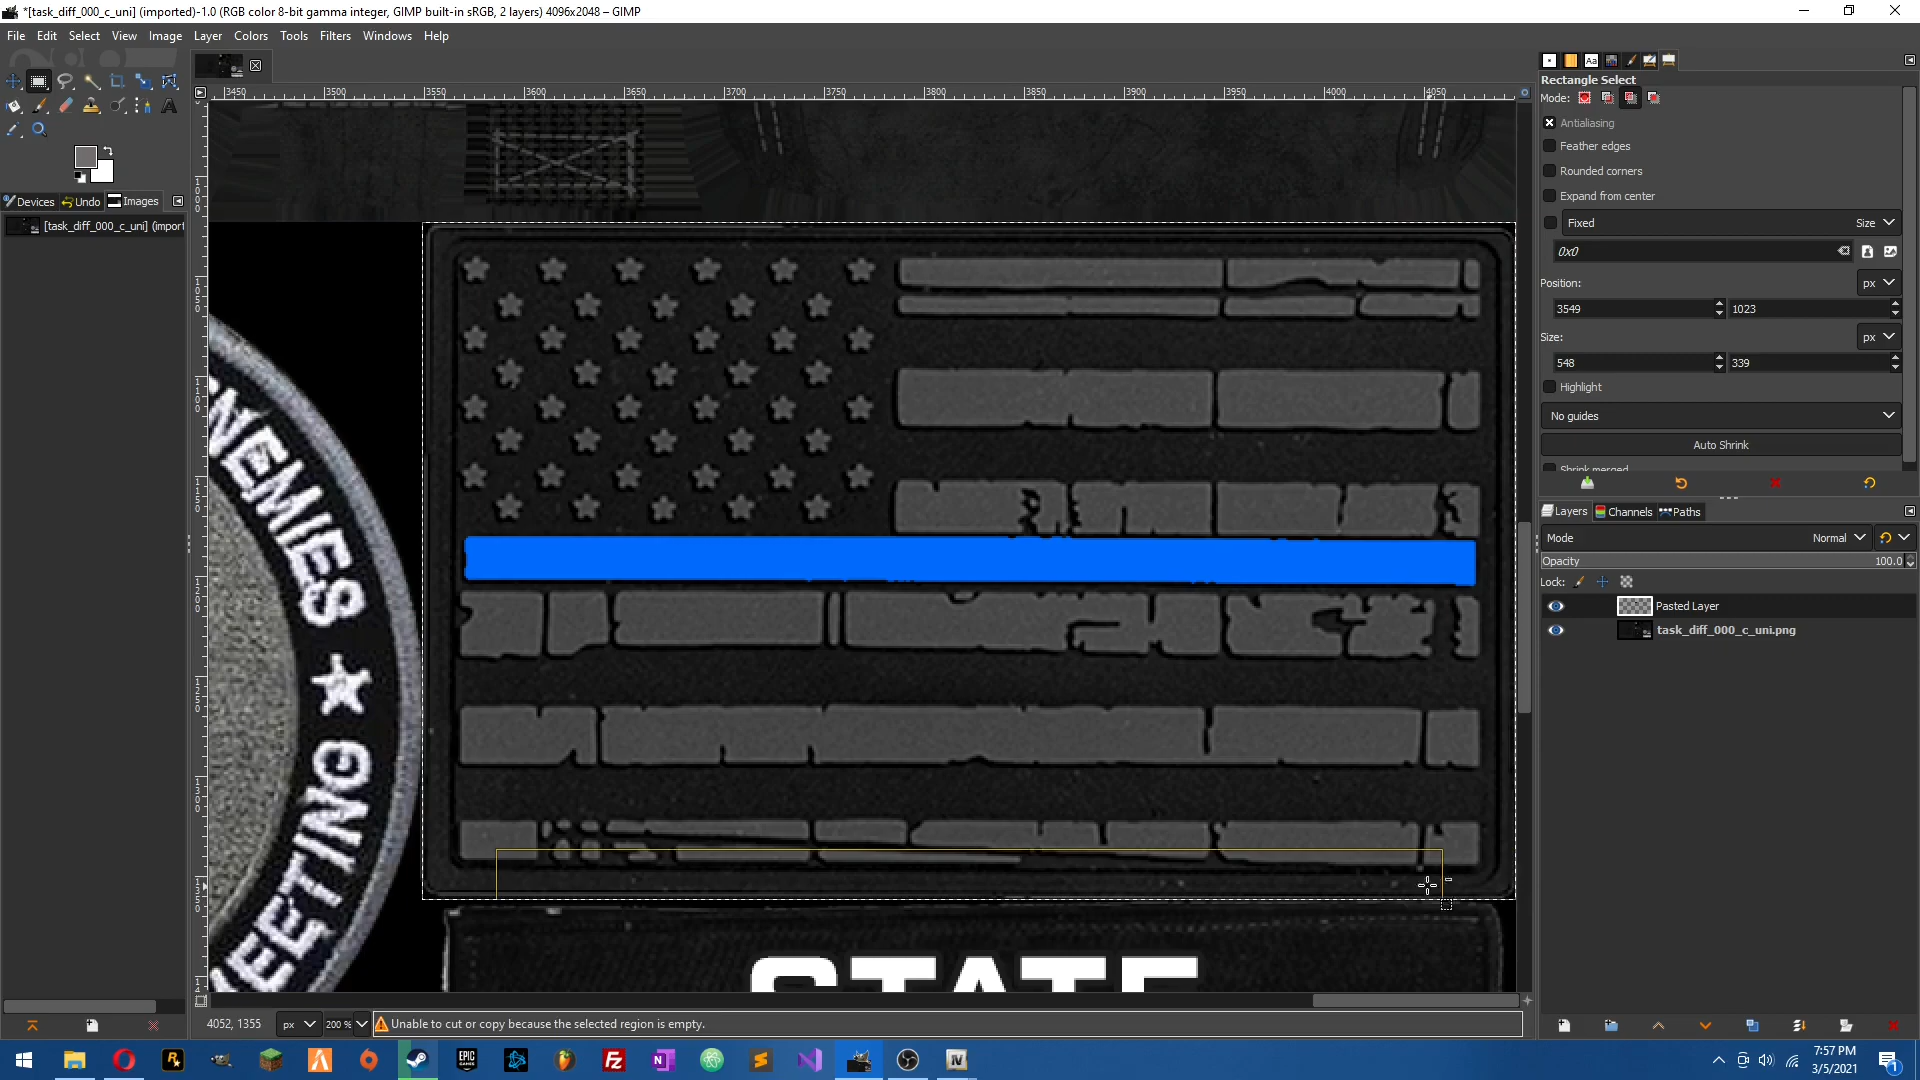 *[task_diff_000_c_uni] (imported)-1.0 (RGB color 8-bit gamma integer, GIMP built-in sRGB, 2 layers) 4096x2048 – GIMP
File Edit Select View Image Layer Colors Tools Filters Windows Help
3450 3500 3550 3600 3650 3700 3750 3800 3850 3900 3950 4000 4050
Rectangle Select
Mode:
Antialiasing
Feather edges
Rounded corners
Expand from center
Fixed Size
0x0
Position: px
3549 1023
Size: px
548 339
Highlight
No guides
Auto Shrink
Shrink merged
Devices Undo Images
[task_diff_000_c_uni] (import
Layers Channels Paths
Mode Normal
Opacity 100.0
Lock:
Pasted Layer
task_diff_000_c_uni.png
ENEMIES
EETING
STATE
4052, 1355 px 200 % Unable to cut or copy because the selected region is empty.
EPIC GAMES
7:57 PM
3/5/2021
1